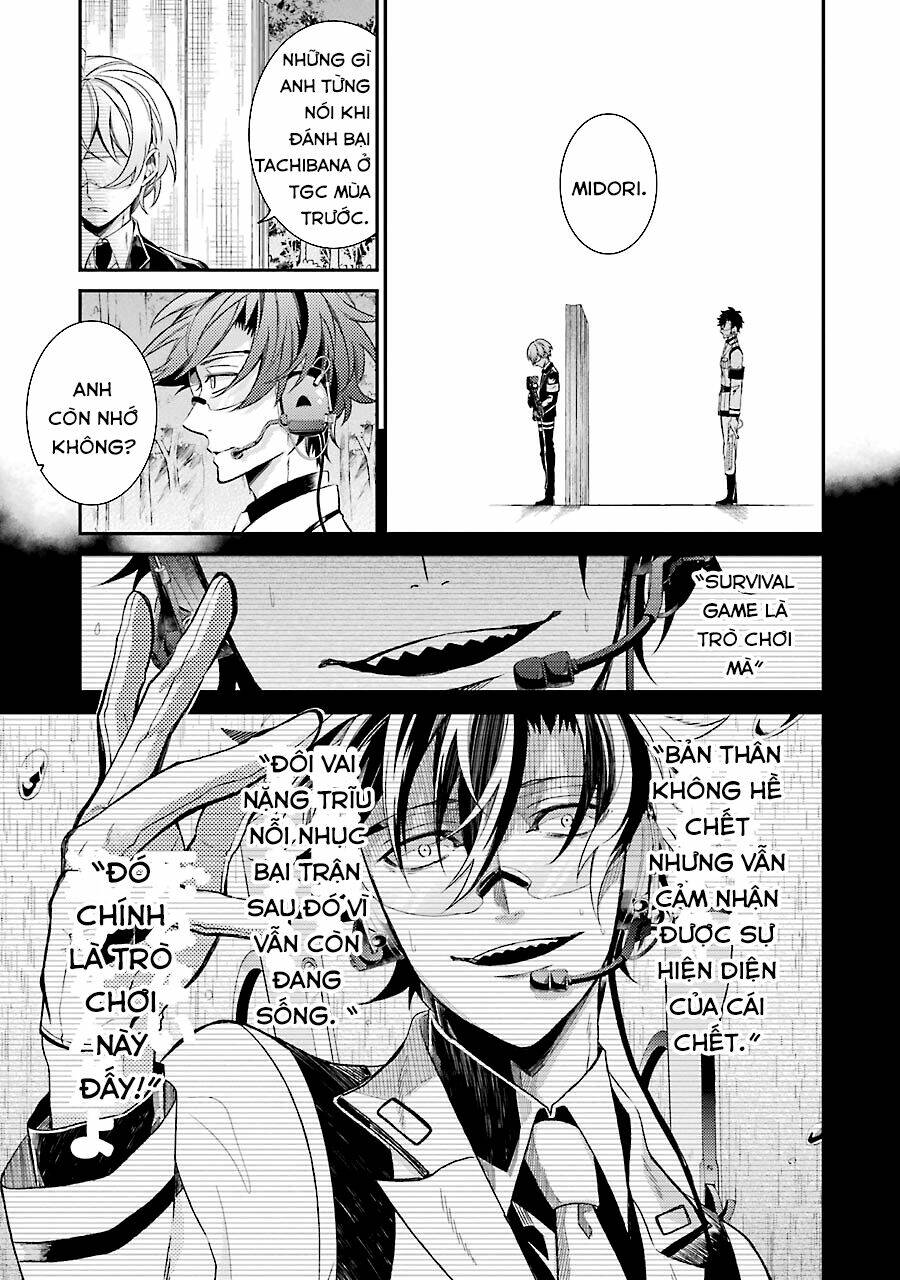 MIDORI.
NHỮNG GÌ
ANH TỪNG
NÓI KHI
ĐÁNH BẠI
TACHIBANA Ở
TGC MÙA
TRƯỚC.
ANH
CÒN NHỚ
KHÔNG?
"SURVIVAL
GAME LÀ
TRÒ CHƠI
MÀ"
"BẢN THÂN
KHÔNG HỀ
CHẾT
NHƯNG VẪN
CẢM NHẬN
ĐƯỢC SỰ
HIỆN DIỆN
CỦA CÁI
CHẾT."
"ĐÔI VAI
NẶNG TRĨU
NỖI NHỤC
BẠI TRẬN
SAU ĐÓ VÌ
VẪN CÒN
ĐANG
SỐNG. "
"ĐÓ
CHÍNH
LÀ TRÒ
CHƠI
NÀY
ĐẤY!"